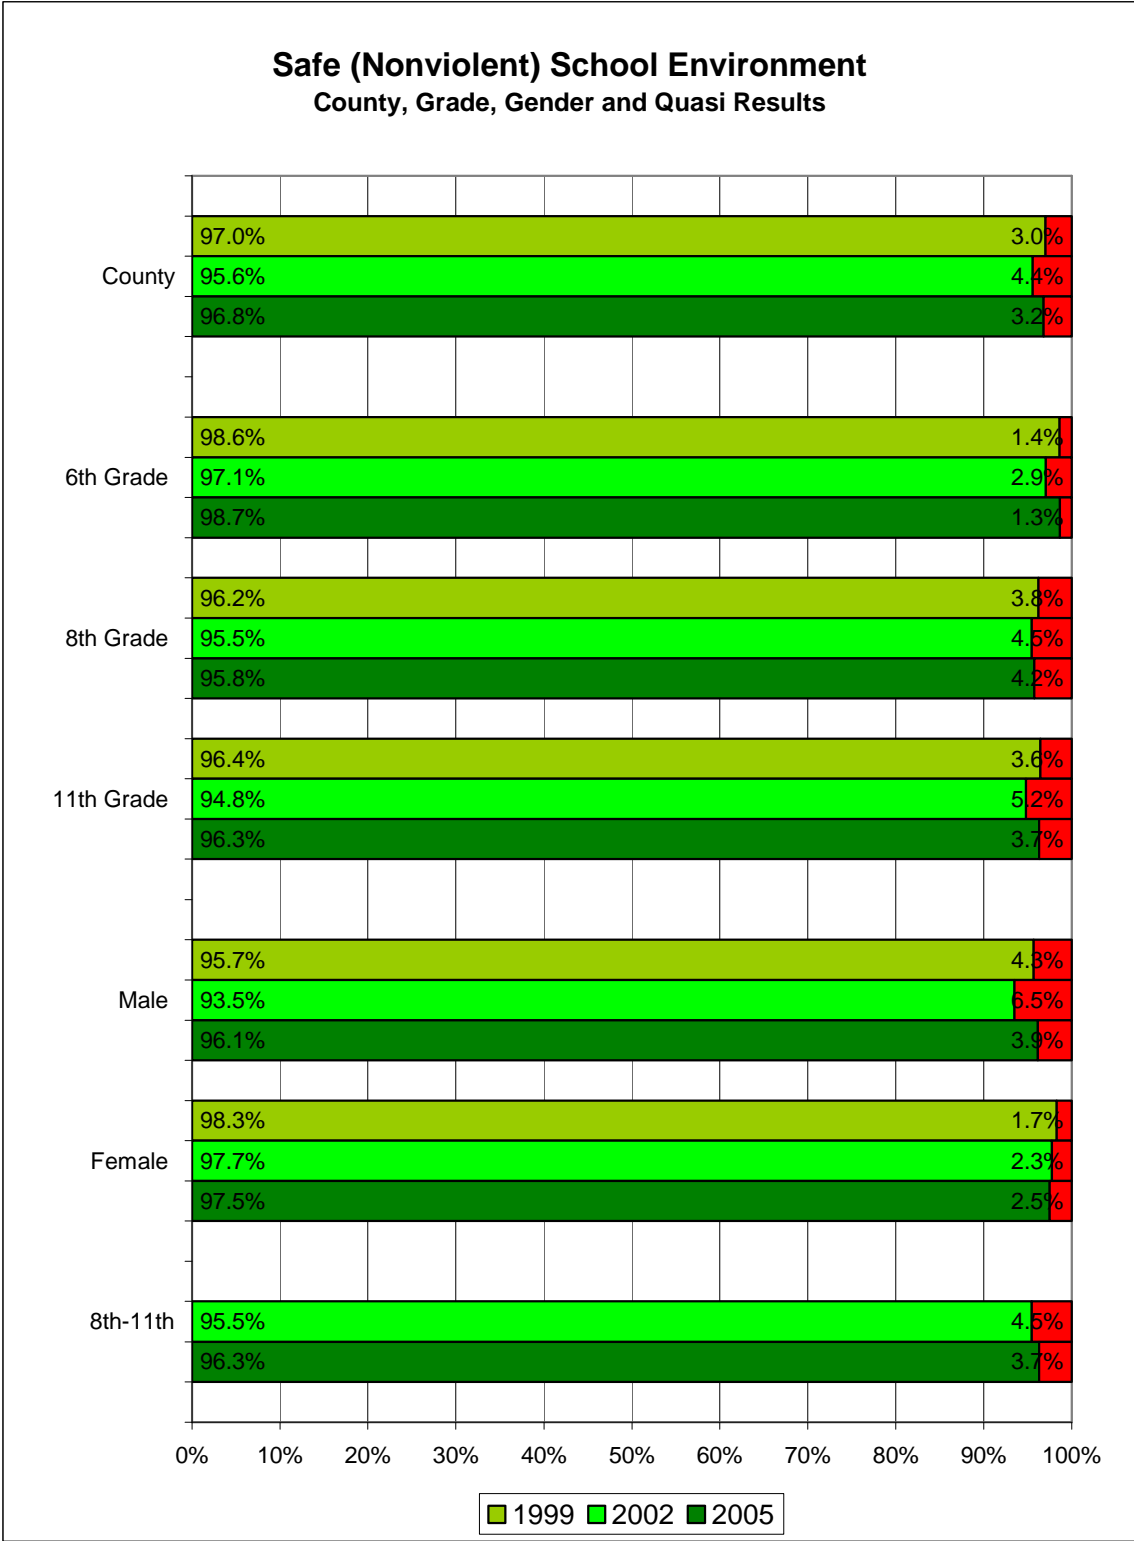 Safe (Nonviolent) School Environment
County, Grade, Gender and Quasi Results
97.0% 3.0%
County 95.6% 4.4%
96.8% 3.2%
98.6% 1.4%
6th Grade 97.1% 2.9%
98.7% 1.3%
96.2% 3.8%
8th Grade 95.5% 4.5%
95.8% 4.2%
96.4% 3.6%
11th Grade 94.8% 5.2%
96.3% 3.7%
95.7% 4.3%
Male 93.5% 6.5%
96.1% 3.9%
98.3% 1.7%
Female 97.7% 2.3%
97.5% 2.5%
8th-11th 95.5% 4.5%
96.3% 3.7%
0% 10% 20% 30% 40% 50% 60% 70% 80% 90% 100%
1999 2002 2005